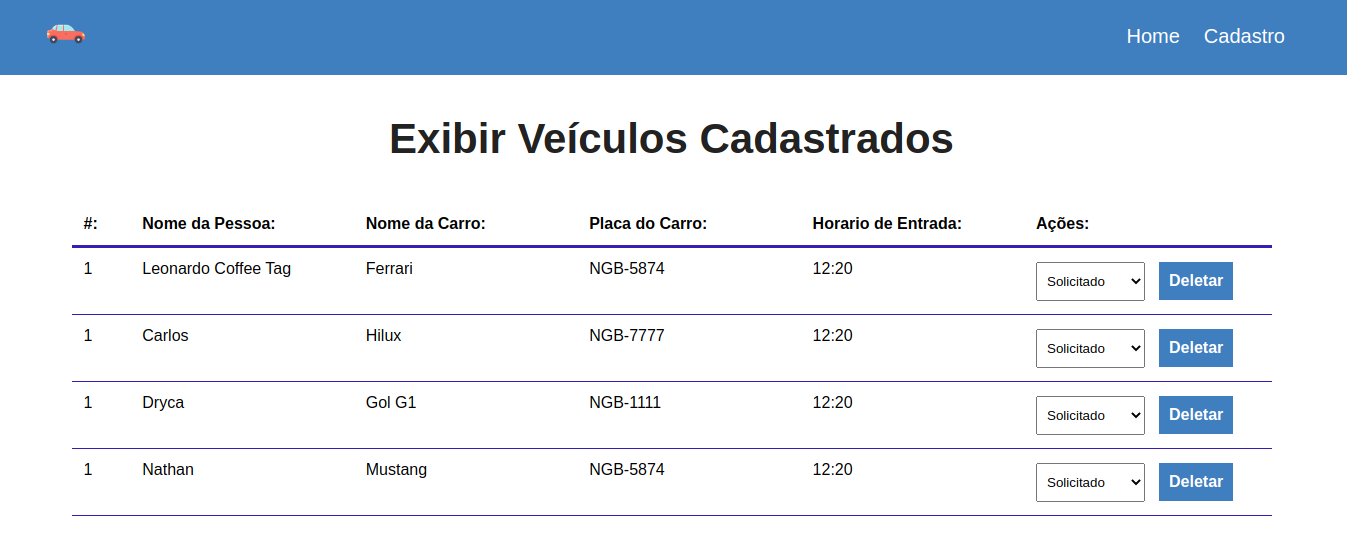 Home Cadastro
Exibir Veículos Cadastrados
#: Nome da Pessoa: Nome da Carro: Placa do Carro: Horario de Entrada: Ações:
1 Leonardo Coffee Tag Ferrari NGB-5874 12:20 Solicitado Deletar
1 Carlos Hilux NGB-7777 12:20 Solicitado Deletar
1 Dryca Gol G1 NGB-1111 12:20 Solicitado Deletar
1 Nathan Mustang NGB-5874 12:20 Solicitado Deletar